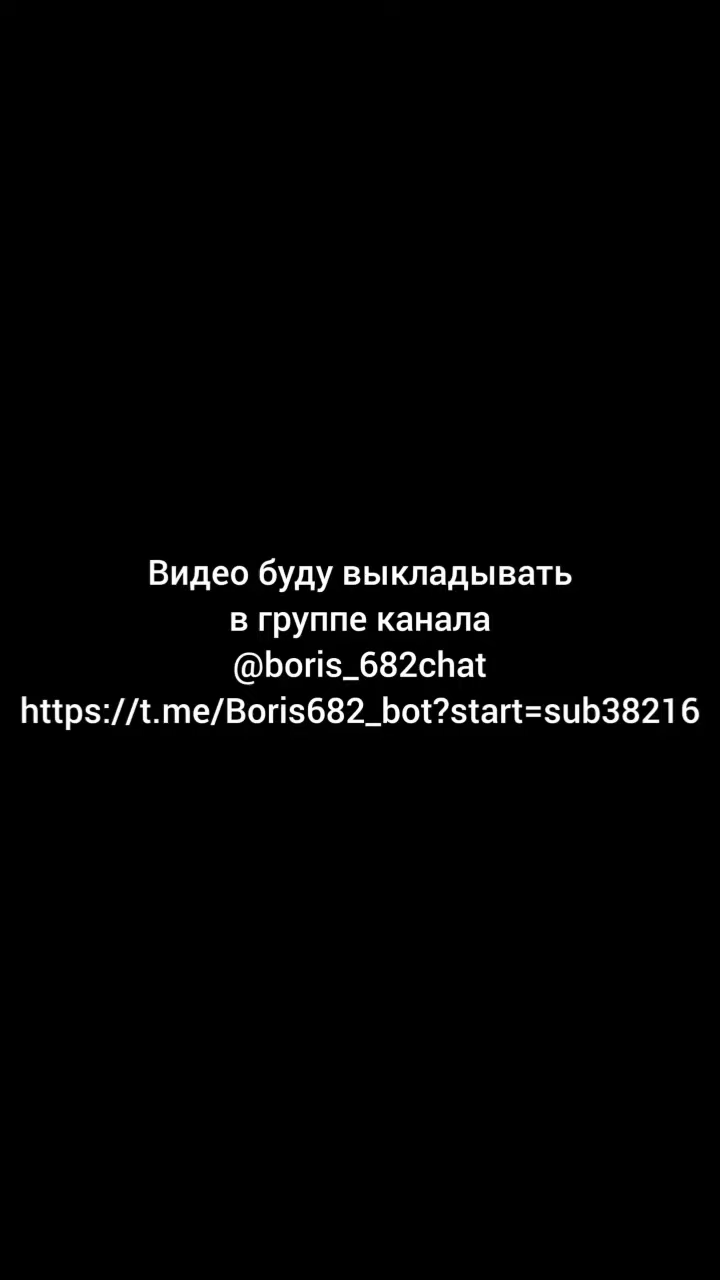 Видео буду выкладывать
в группе канала
@boris_682chat
https://t.me/Boris682_bot?start=sub38216